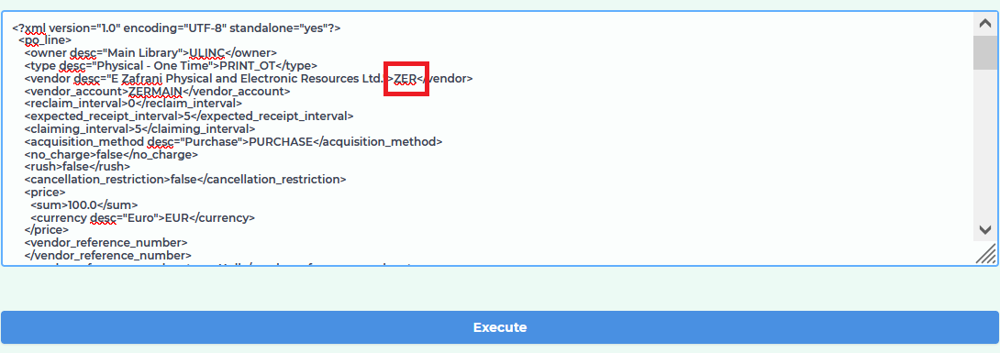 <?xml version="1.0" encoding="UTF-8" standalone="yes"?>
<po_line>
<owner desc="Main Library">ULINC</owner>
<type desc="Physical - One Time">PRINT_OT</type>
<vendor desc="E Zafrani Physical and Electronic Resources Ltd.">ZER</vendor>
<vendor_account>ZERMAIN</vendor_account>
<reclaim_interval>0</reclaim_interval>
<expected_receipt_interval>5</expected_receipt_interval>
<claiming_interval>5</claiming_interval>
<acquisition_method desc="Purchase">PURCHASE</acquisition_method>
<no_charge>false</no_charge>
<rush>false</rush>
<cancellation_restriction>false</cancellation_restriction>
<price>
<sum>100.0</sum>
<currency desc="Euro">EUR</currency>
</price>
<vendor_reference_number>
</vendor_reference_number>
Execute